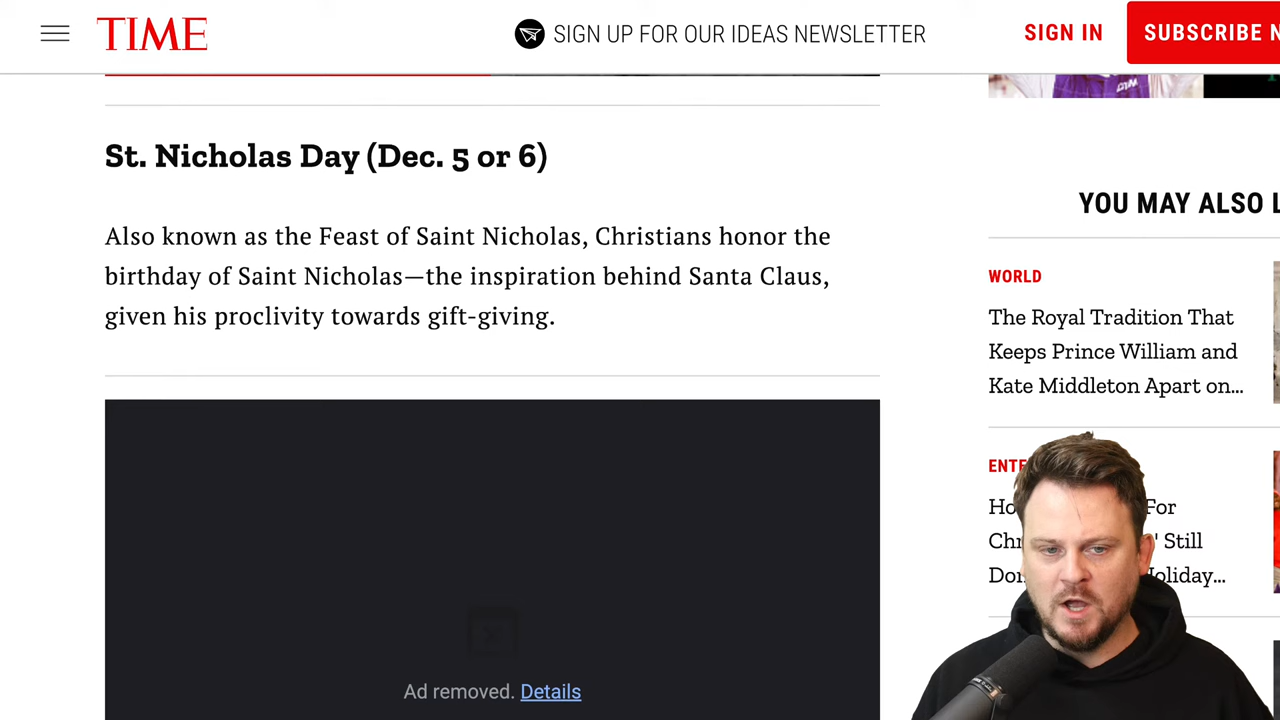 TIME
SIGN UP FOR OUR IDEAS NEWSLETTER
SIGN IN
SUBSCRIBE N
St. Nicholas Day (Dec. 5 or 6)
Also known as the Feast of Saint Nicholas, Christians honor the
birthday of Saint Nicholas—the inspiration behind Santa Claus,
given his proclivity towards gift-giving.
Ad removed. Details
YOU MAY ALSO L
WORLD
The Royal Tradition That
Keeps Prince William and
Kate Middleton Apart on...
ENTE
Ho For
Chr ' Still
Don Holiday...